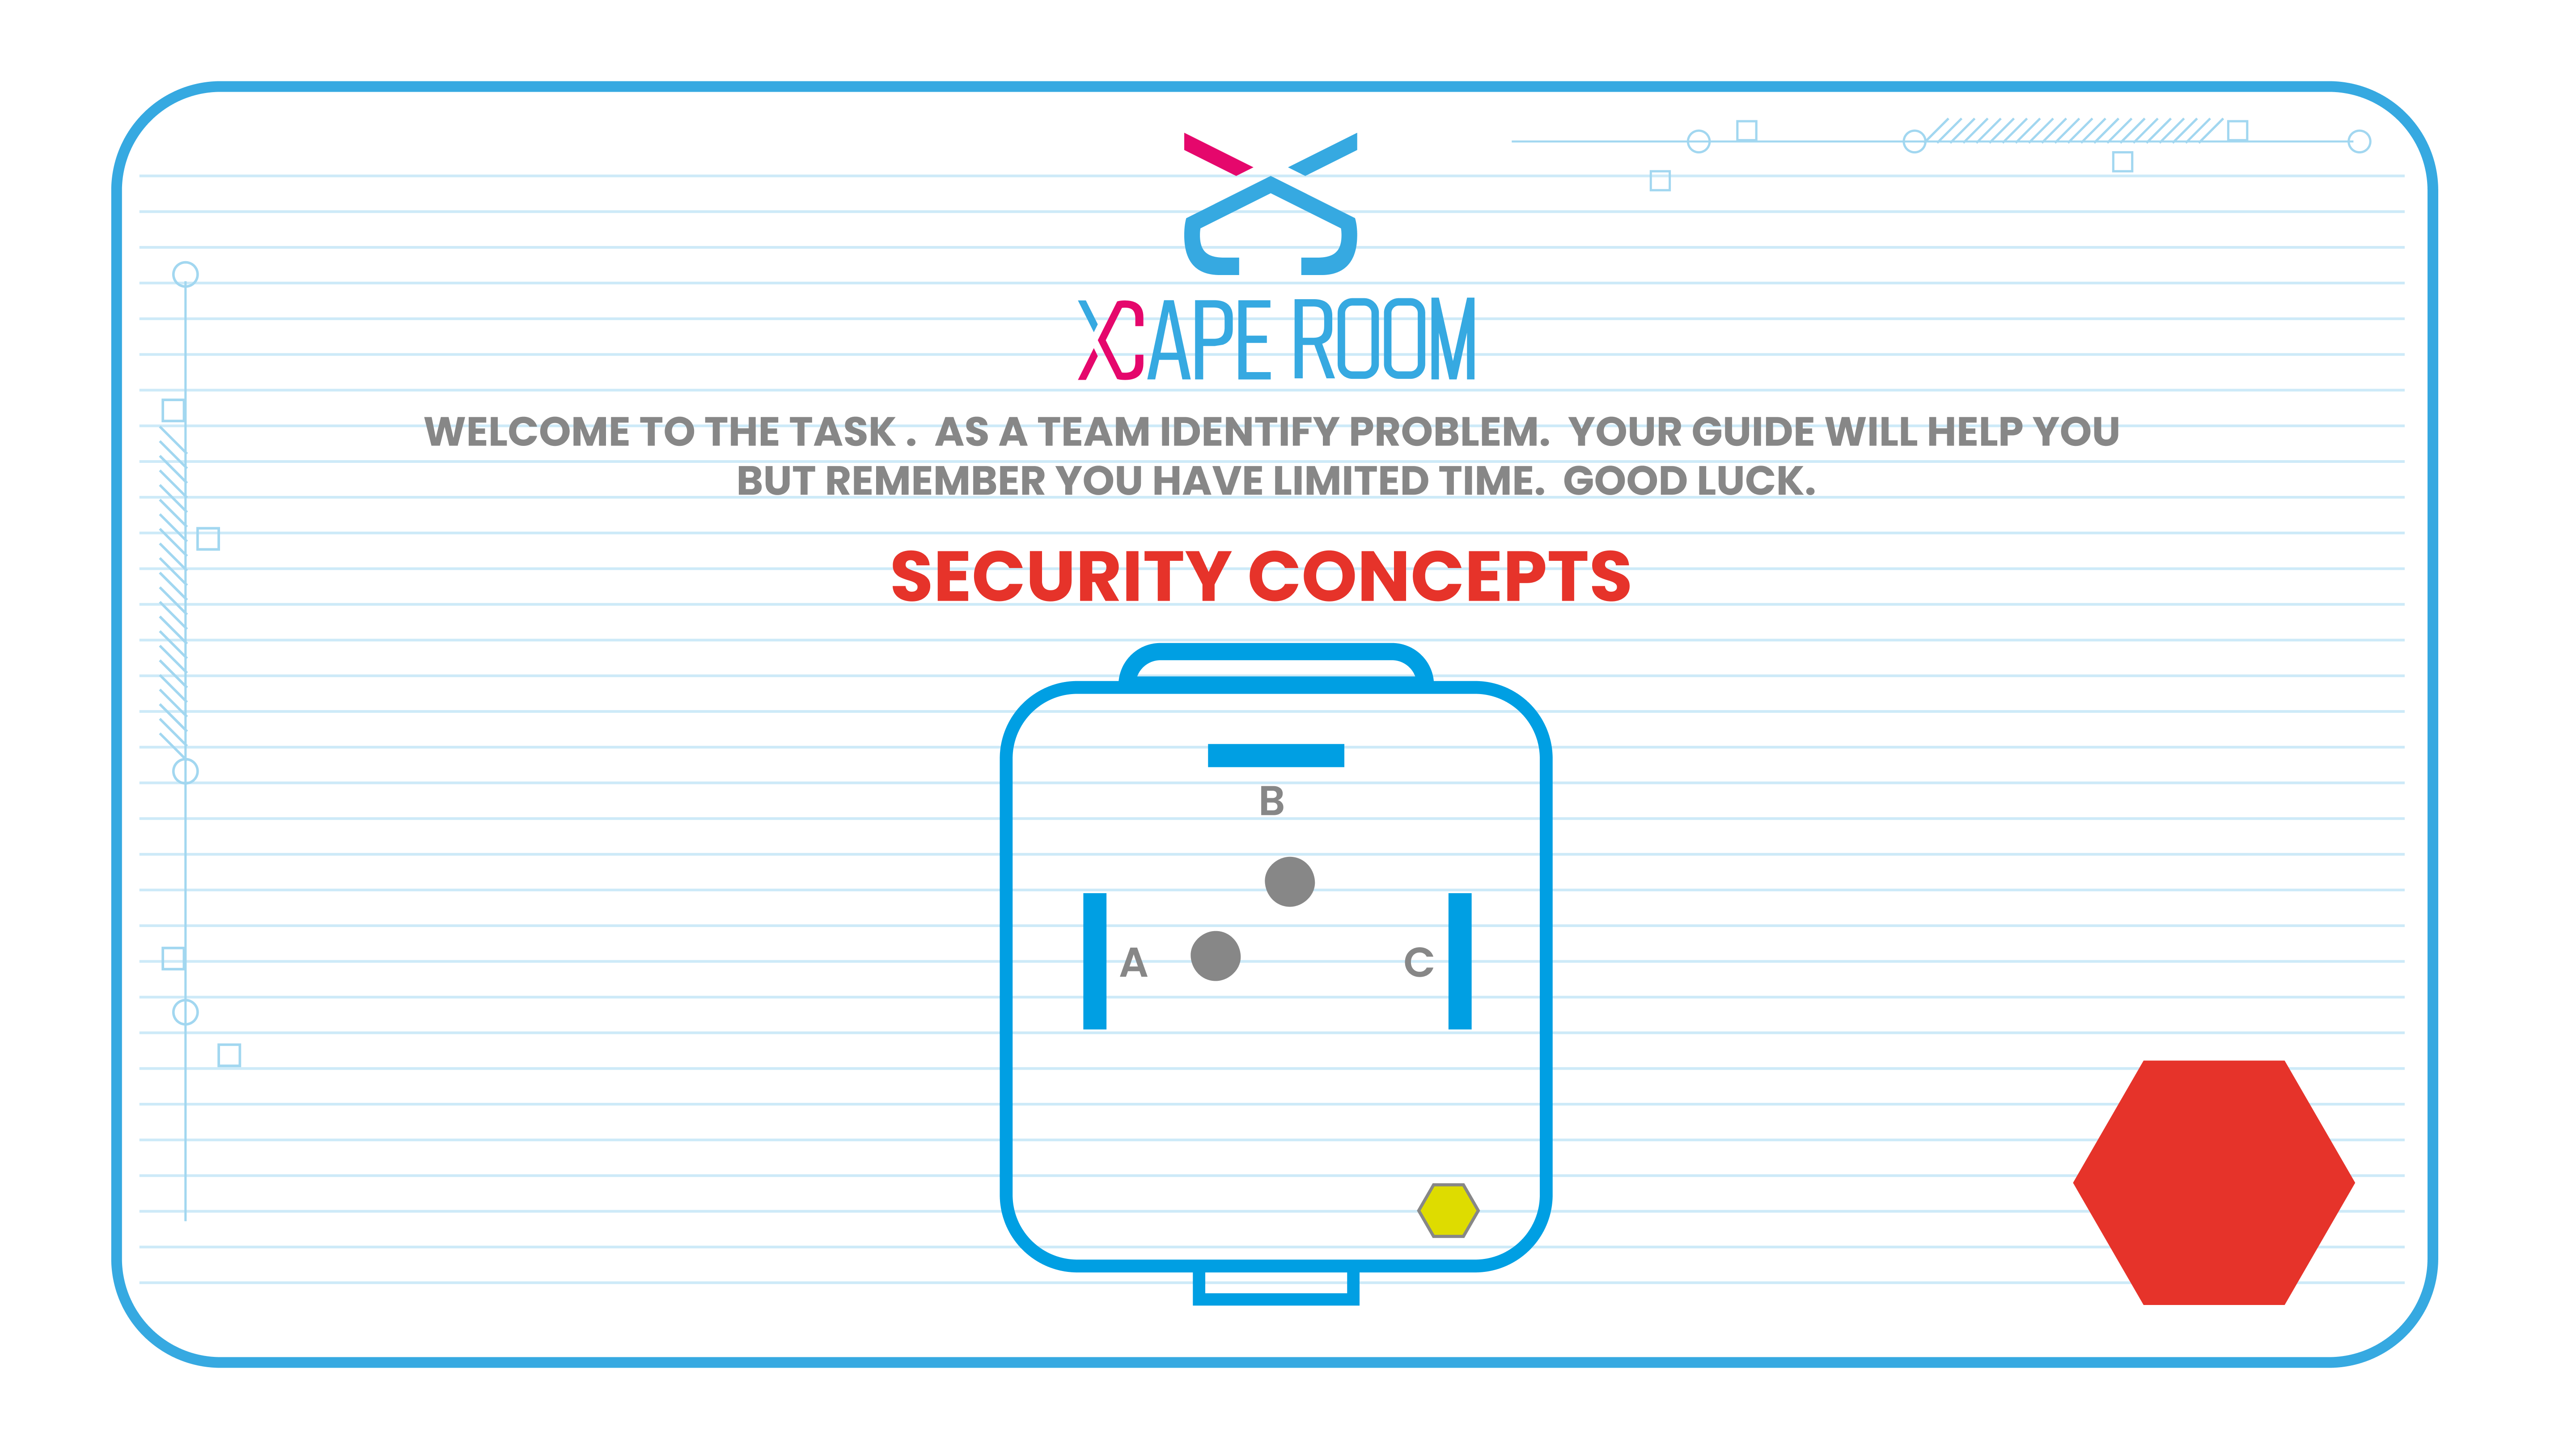 XCAPE ROOM
WELCOME TO THE TASK . AS A TEAM IDENTIFY PROBLEM. YOUR GUIDE WILL HELP YOU
BUT REMEMBER YOU HAVE LIMITED TIME. GOOD LUCK.
SECURITY CONCEPTS
B
A C